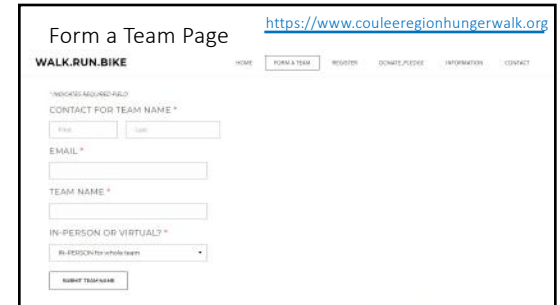 https://www.couleeregionhungerwalk.org
Form a Team Page
WALK.RUN.BIKE
HOME FORM A TEAM REGISTER DONATE/PLEDGE INFORMATION CONTACT
* INDICATES REQUIRED FIELD
CONTACT FOR TEAM NAME *
First Last
EMAIL *
TEAM NAME *
IN-PERSON OR VIRTUAL? *
IN-PERSON for whole team
SUBMIT TEAM NAME